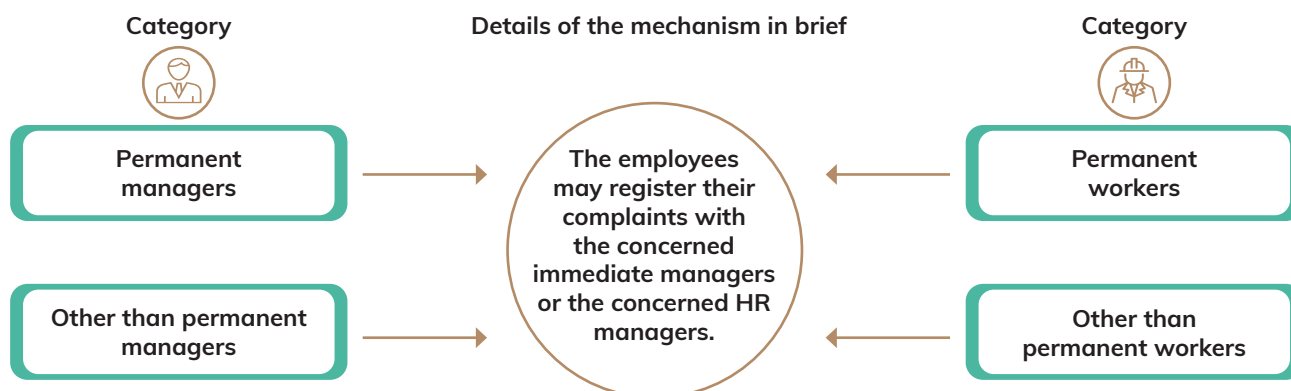 Category
Details of the mechanism in brief
Category
Permanent
managers
Other than permanent
managers
The employees
may register their
complaints with
the concerned
immediate managers
or the concerned HR
managers.
Permanent
workers
Other than
permanent workers